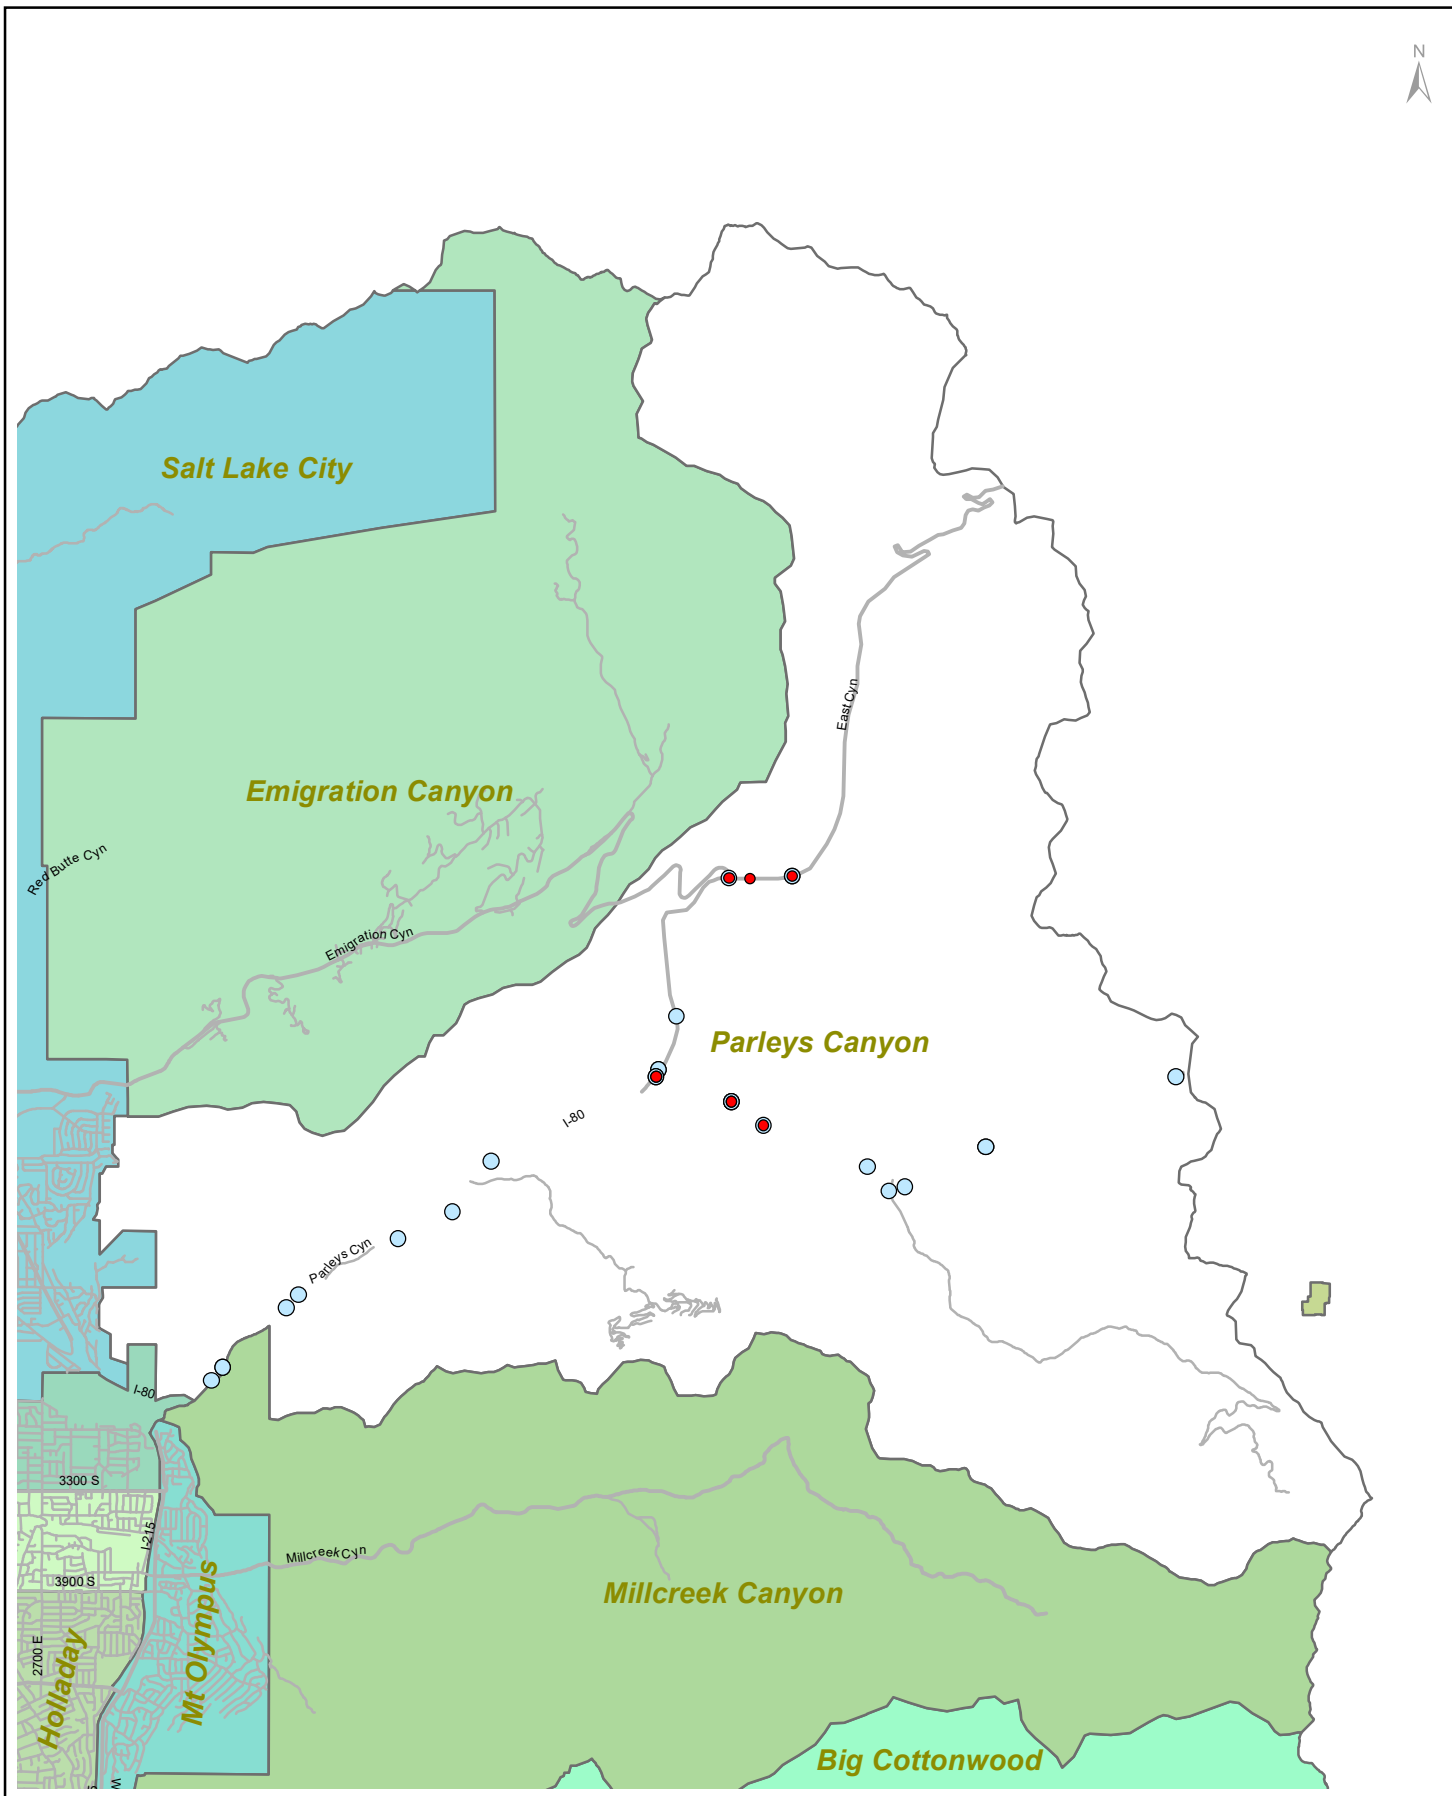 N
Salt Lake City
East Cyn
Emigration Canyon
Red Butte Cyn
Emigration Cyn
Parleys Canyon
I-80
Parleys Cyn
I-80
3300 S
I-215
Millcreek Cyn
3900 S
Millcreek Canyon
2700 E
Holladay
Mt Olympus
Big Cottonwood